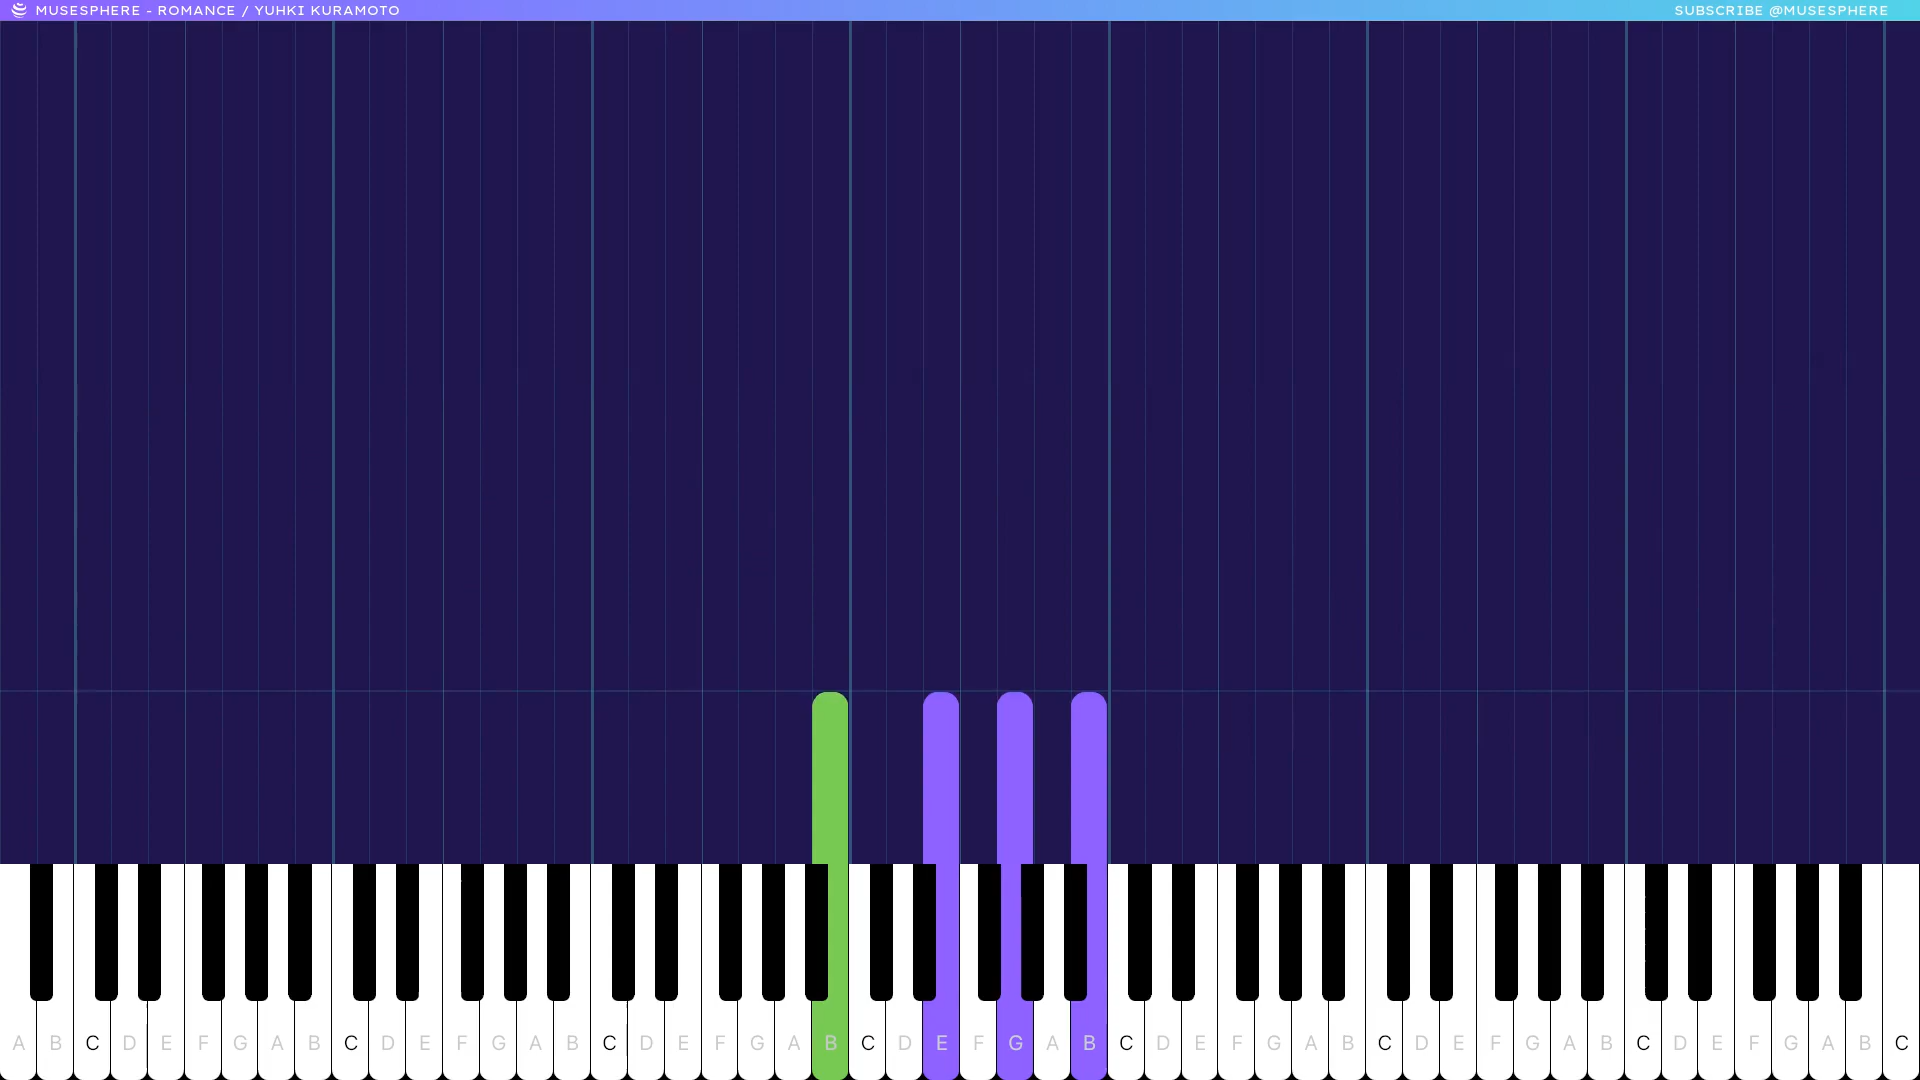 MUSESPHERE - ROMANCE / YUHKI KURAMOTO
SUBSCRIBE @MUSESPHERE
A B C D E F G A B C D E F G A B C D E F G A B C D E F G A B C D E F G A B C D E F G A B C D E F G A B C